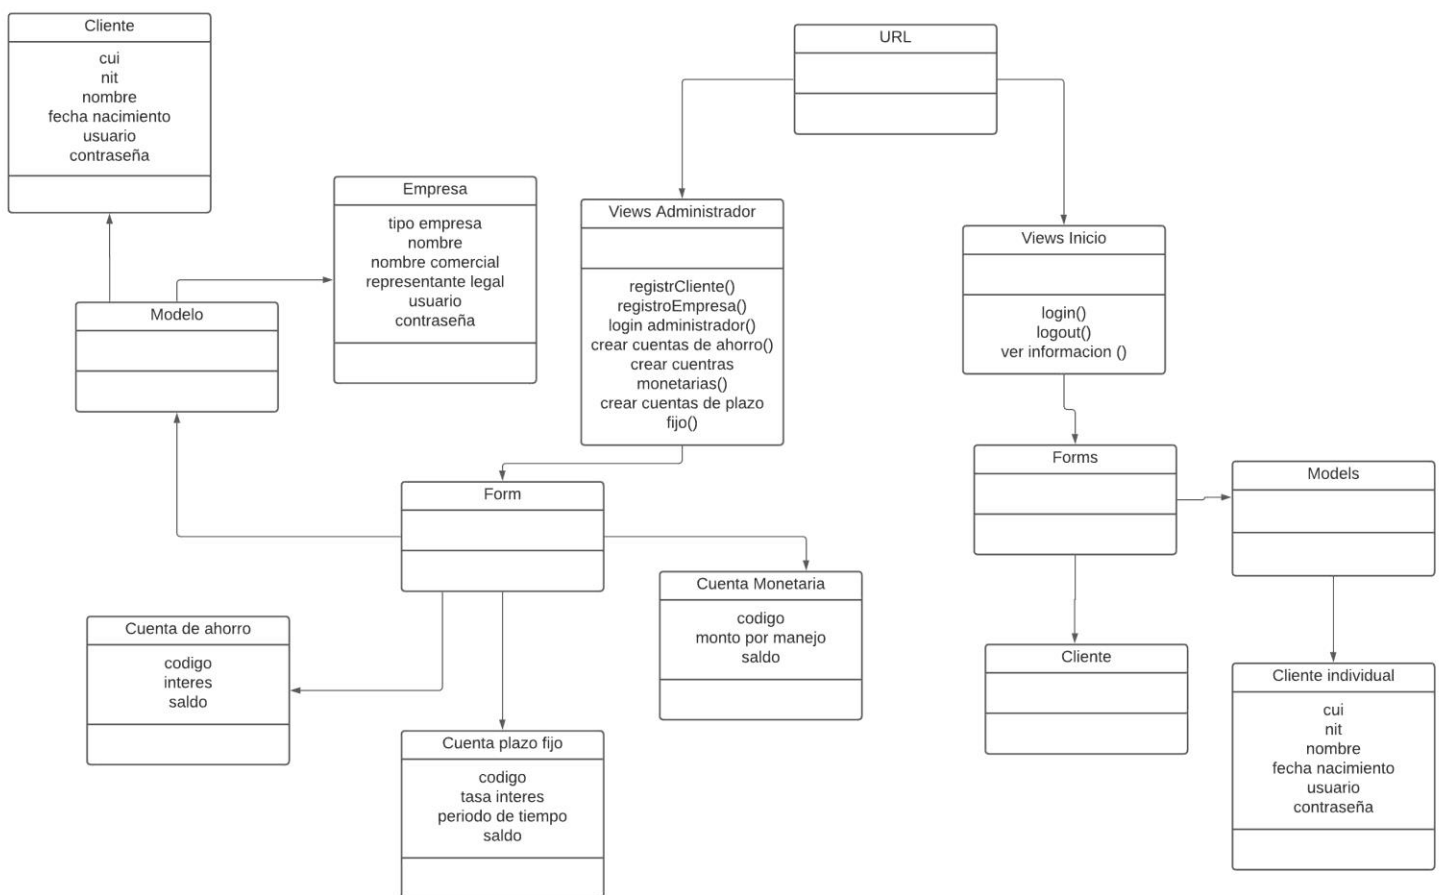 Cliente
cui
nit
nombre
fecha nacimiento
usuario
contraseña
URL
Empresa
tipo empresa
nombre
nombre comercial
representante legal
usuario
contraseña
Views Administrador
registrCliente()
registroEmpresa()
login administrador()
crear cuentas de ahorro()
crear cuentras
monetarias()
crear cuentas de plazo
fijo()
Views Inicio
login()
logout()
ver informacion ()
Modelo
Form
Forms
Models
Cuenta de ahorro
codigo
interes
saldo
Cuenta plazo fijo
codigo
tasa interes
periodo de tiempo
saldo
Cuenta Monetaria
codigo
monto por manejo
saldo
Cliente
Cliente individual
cui
nit
nombre
fecha nacimiento
usuario
contraseña